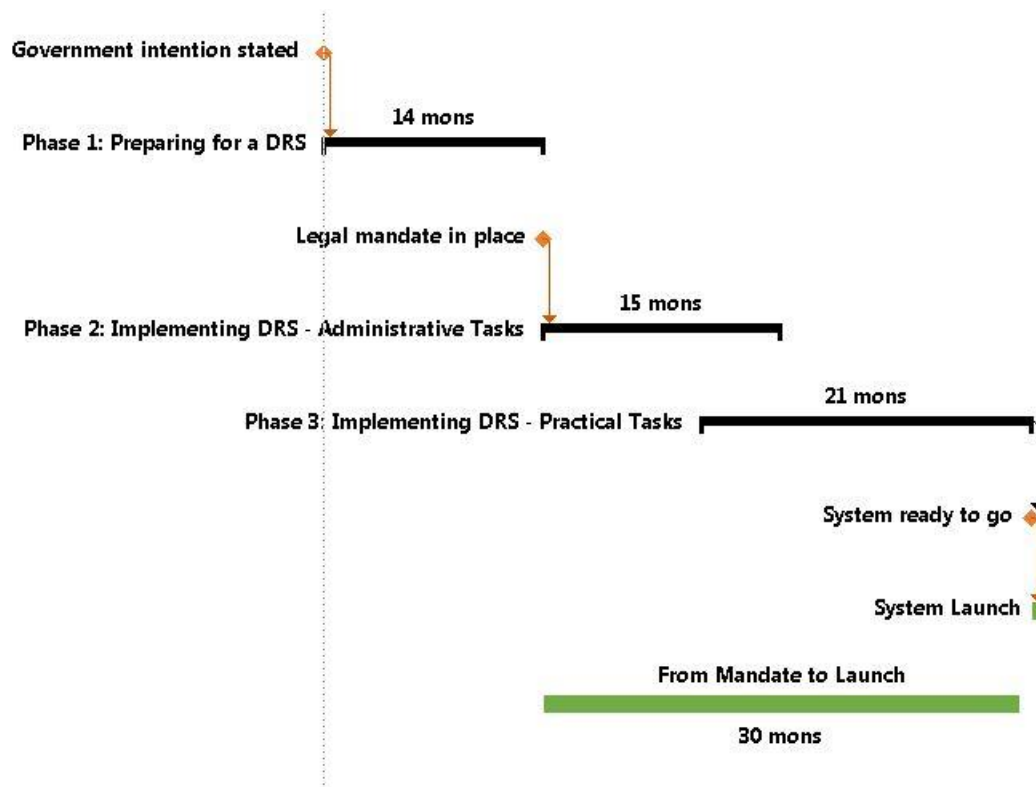 Government intention stated
14 mons
Phase 1: Preparing for a DRS
Legal mandate in place
15 mons
Phase 2: Implementing DRS - Administrative Tasks
21 mons
Phase 3: Implementing DRS - Practical Tasks
System ready to go
System Launch
From Mandate to Launch
30 mons